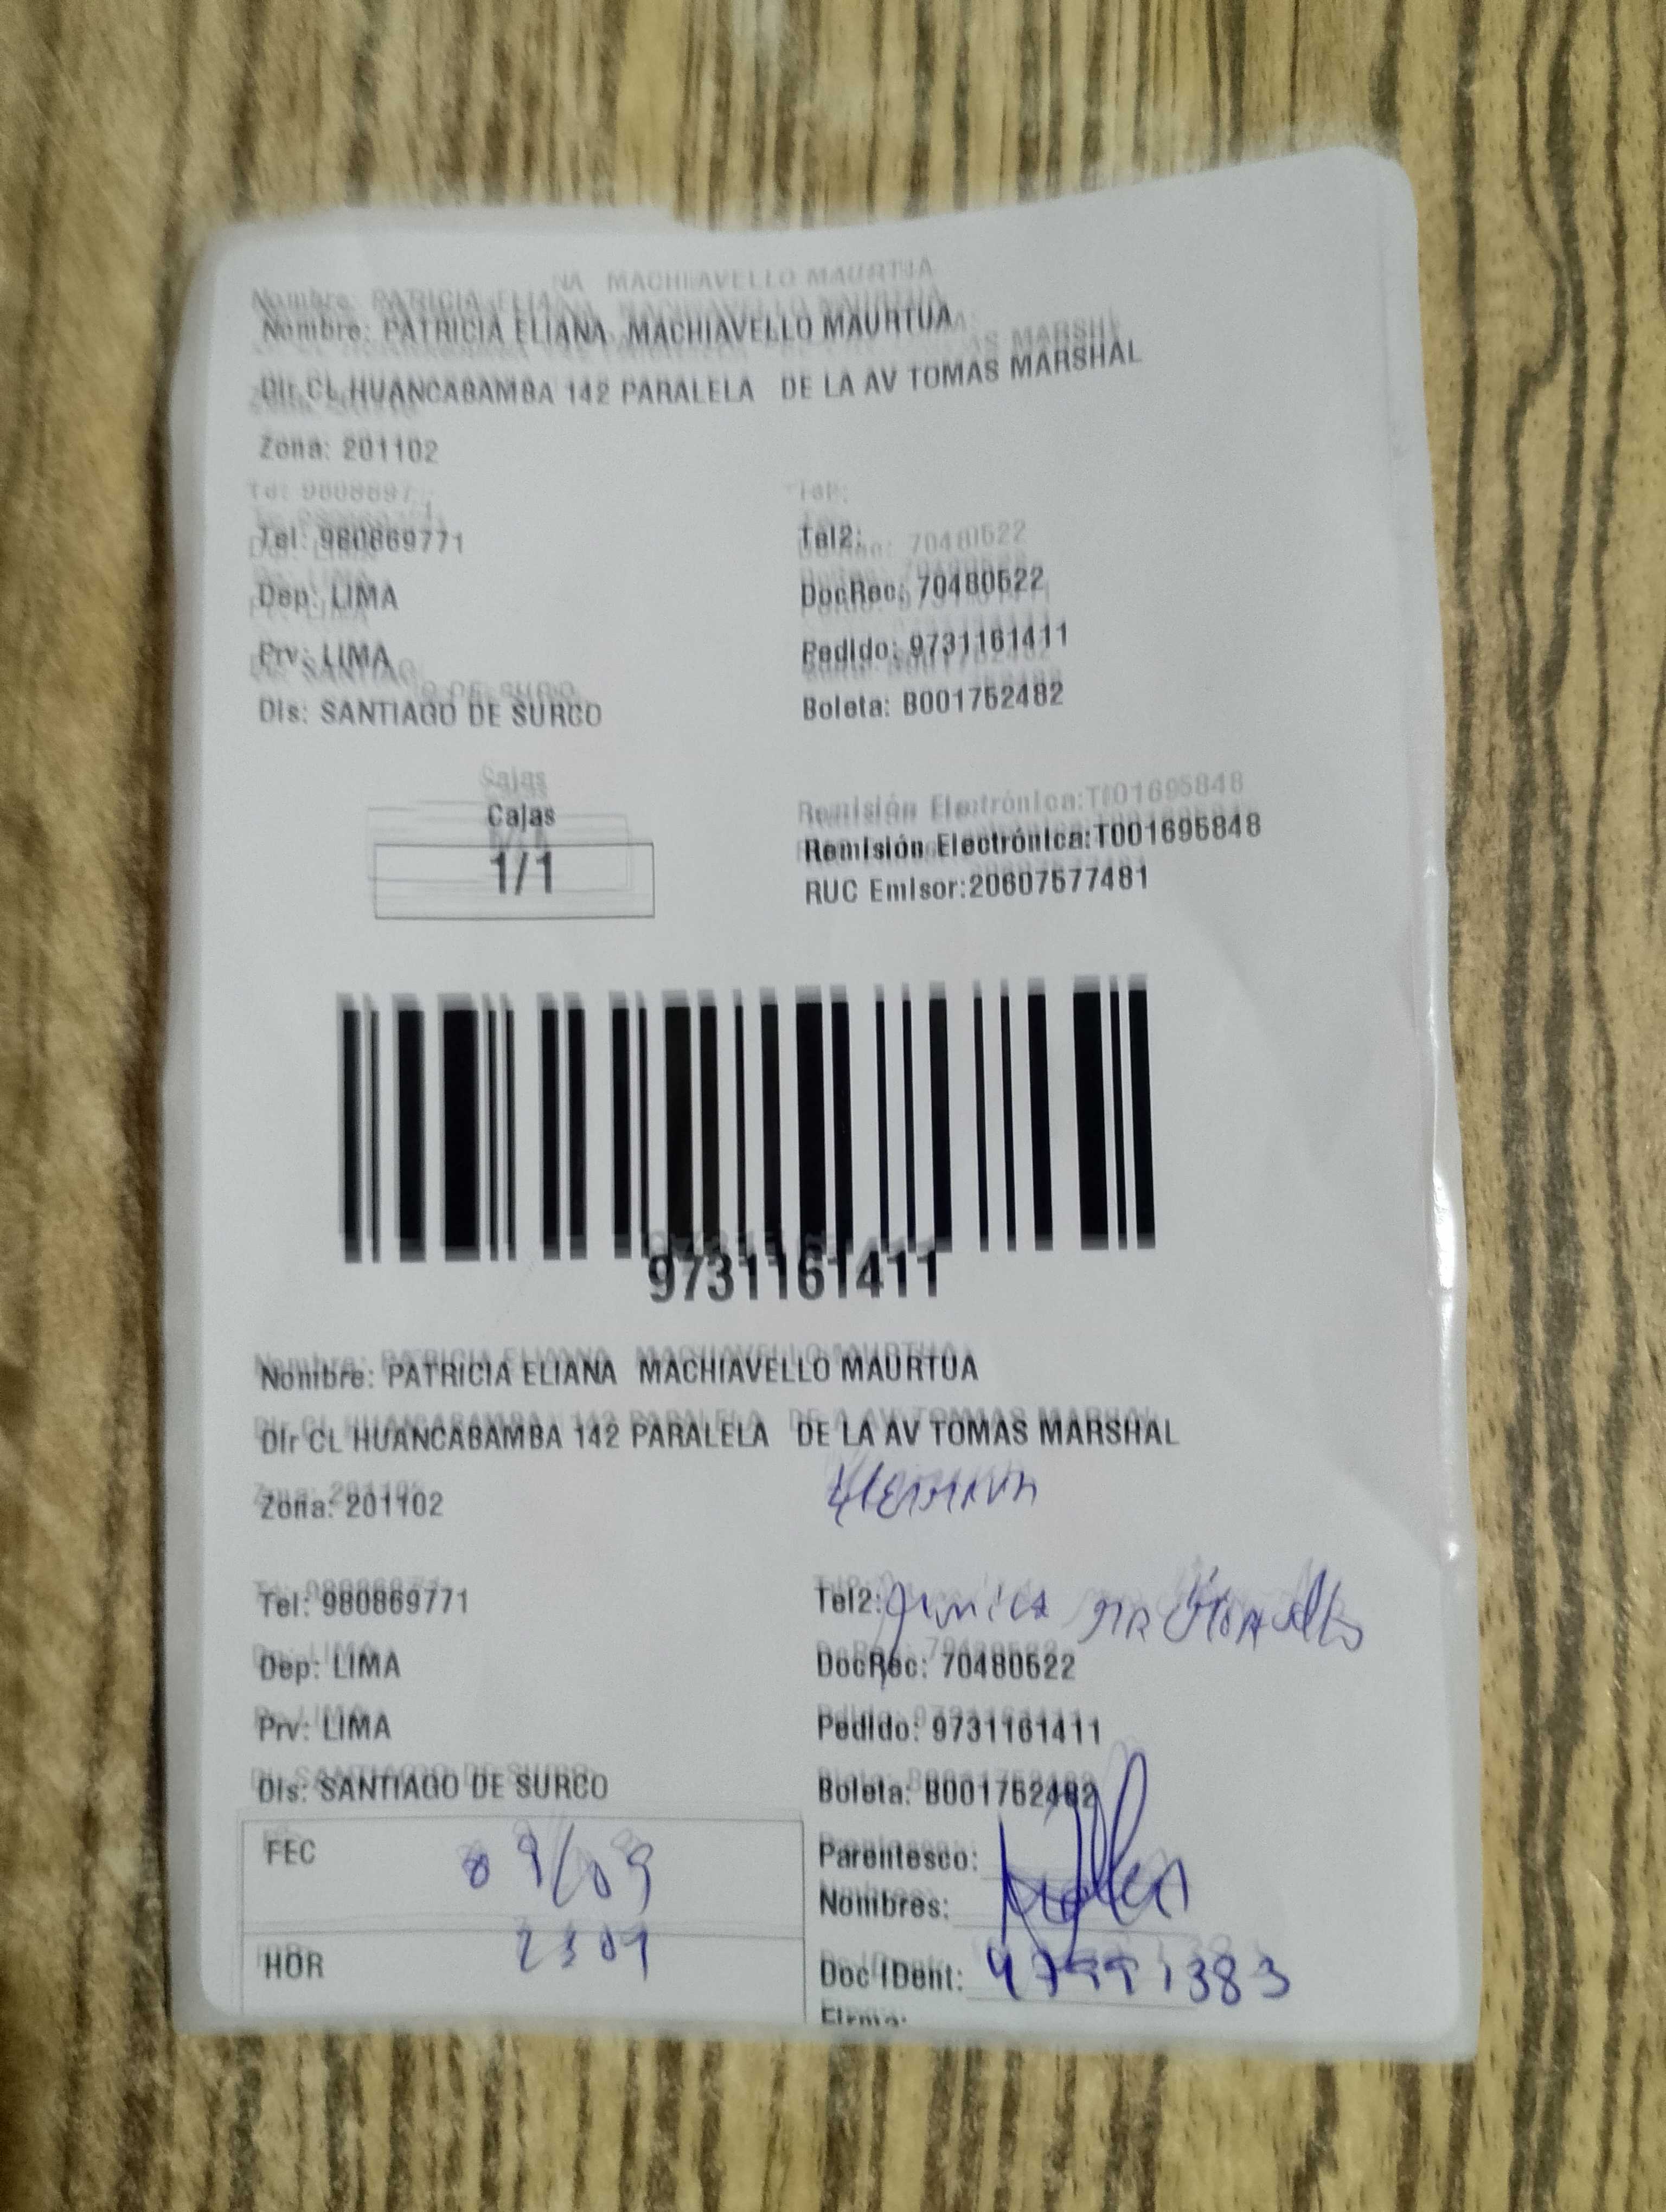 Nombre: PATRICIA ELIANA MACHIAVELLO MAURTUA
Dir CL HUANCABAMBA 142 PARALELA DE LA AV TOMAS MARSHAL
Zona: 201102
Tel: 980869771 Tel2:
Dep: LIMA DocRec: 70480522
Prv: LIMA Pedido: 9731161411
Dis: SANTIAGO DE SURCO Boleta: B001752482
Cajas
1/1
Remisión Electrónica:T001695848
RUC Emisor:20607577481
9731161411
Nombre: PATRICIA ELIANA MACHIAVELLO MAURTUA
Dir CL HUANCABAMBA 142 PARALELA DE LA AV TOMAS MARSHAL
Zona: 201102
Tel: 980869771 Tel2:
Dep: LIMA DocRec: 70480522
Prv: LIMA Pedido: 9731161411
Dis: SANTIAGO DE SURCO Boleta: B001752482
FEC 09/09 Parentesco:
Nombres:
HOR Doc IDent:
Firma: